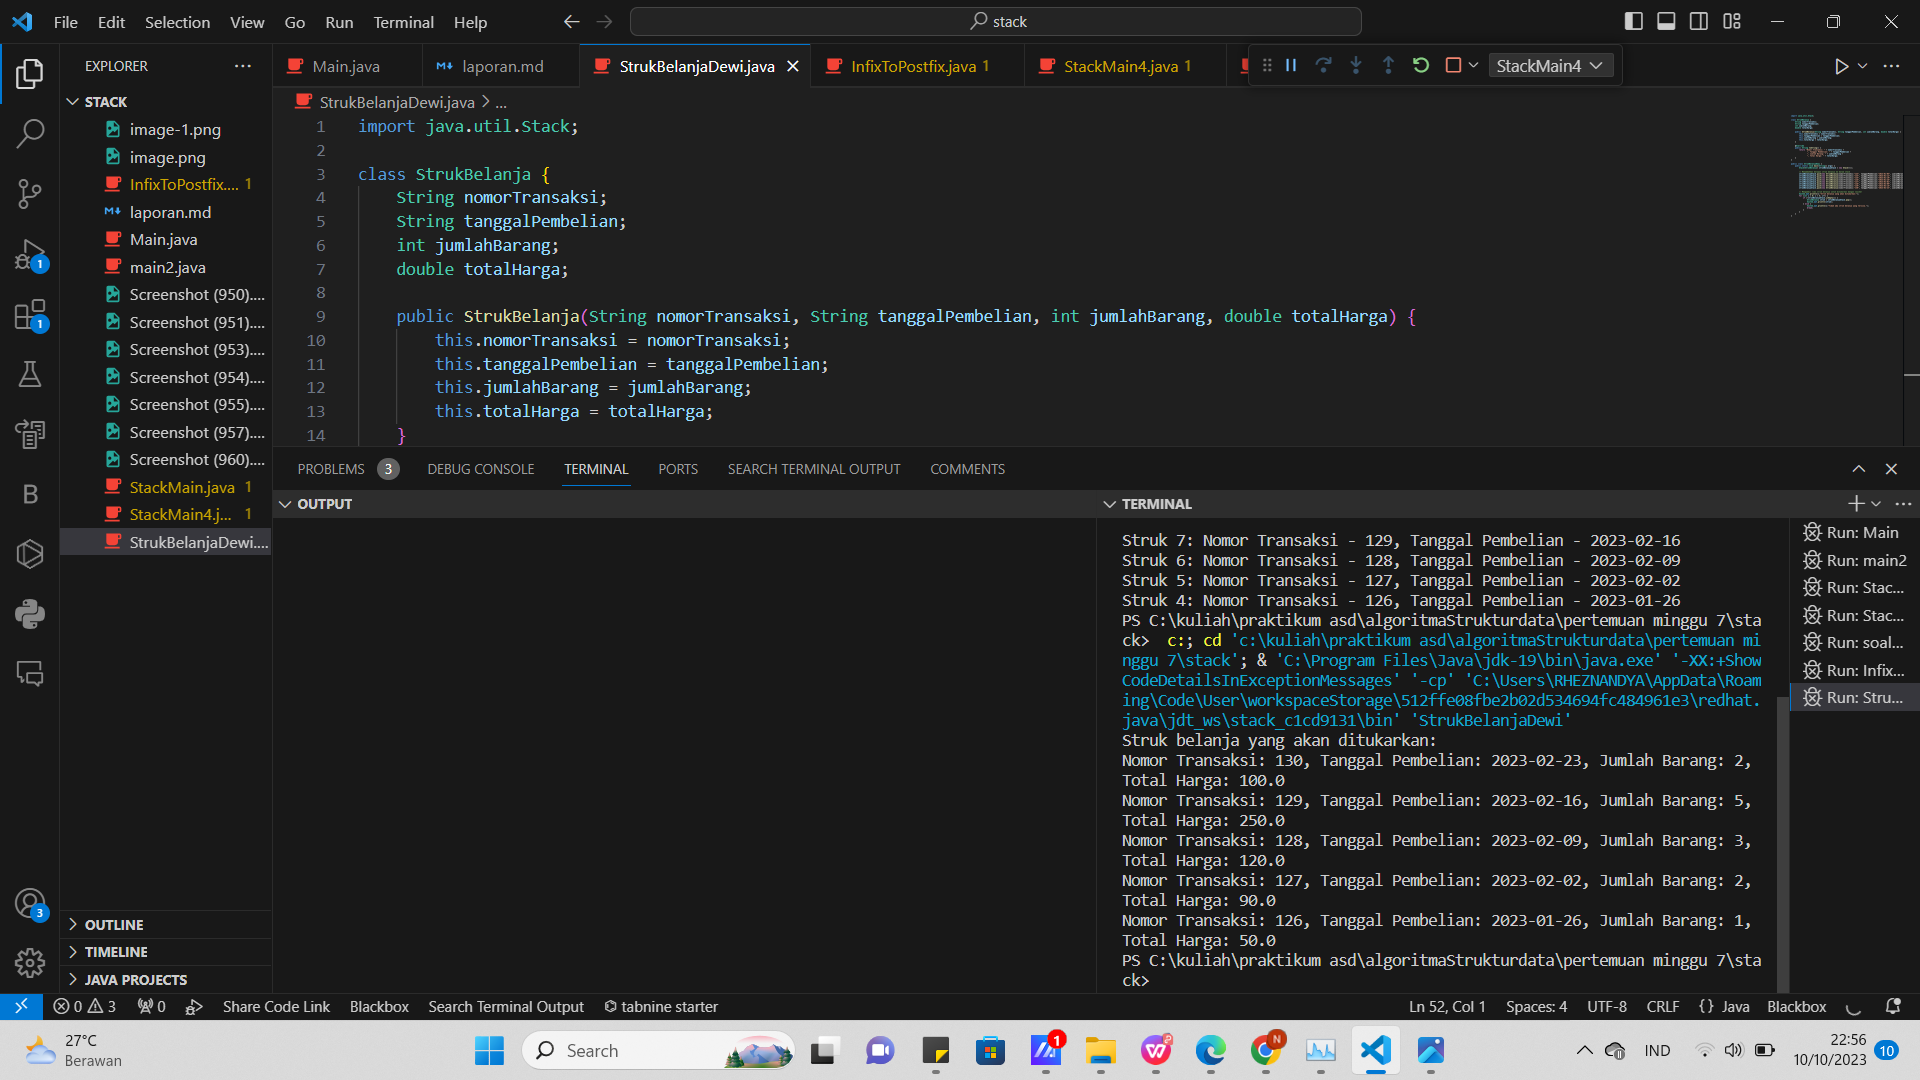 File Edit Selection View Go Run Terminal Help
stack
EXPLORER
STACK
image-1.png
image.png
InfixToPostfix.... 1
laporan.md
Main.java
main2.java
Screenshot (950)....
Screenshot (951)....
Screenshot (953)....
Screenshot (954)....
Screenshot (955)....
Screenshot (957)....
Screenshot (960)....
StackMain.java 1
StackMain4.j... 1
StrukBelanjaDewi....
OUTLINE
TIMELINE
JAVA PROJECTS
1
1
B
3
Main.java
laporan.md
StrukBelanjaDewi.java
InfixToPostfix.java 1
StackMain4.java 1
StackMain4
StrukBelanjaDewi.java > ...
1 import java.util.Stack;
2
3 class StrukBelanja {
4 String nomorTransaksi;
5 String tanggalPembelian;
6 int jumlahBarang;
7 double totalHarga;
8
9 public StrukBelanja(String nomorTransaksi, String tanggalPembelian, int jumlahBarang, double totalHarga) {
10 this.nomorTransaksi = nomorTransaksi;
11 this.tanggalPembelian = tanggalPembelian;
12 this.jumlahBarang = jumlahBarang;
13 this.totalHarga = totalHarga;
14 }
PROBLEMS 3 DEBUG CONSOLE TERMINAL PORTS SEARCH TERMINAL OUTPUT COMMENTS
OUTPUT
TERMINAL
Struk 7: Nomor Transaksi - 129, Tanggal Pembelian - 2023-02-16
Struk 6: Nomor Transaksi - 128, Tanggal Pembelian - 2023-02-09
Struk 5: Nomor Transaksi - 127, Tanggal Pembelian - 2023-02-02
Struk 4: Nomor Transaksi - 126, Tanggal Pembelian - 2023-01-26
PS C:\kuliah\praktikum asd\algoritmaStrukturdata\pertemuan minggu 7\sta
ck> c:; cd 'c:\kuliah\praktikum asd\algoritmaStrukturdata\pertemuan mi
nggu 7\stack'; & 'C:\Program Files\Java\jdk-19\bin\java.exe' '-XX:+Show
CodeDetailsInExceptionMessages' '-cp' 'C:\Users\RHEZNANDYA\AppData\Roam
ing\Code\User\workspaceStorage\512ffe08fbe2b02d534694fc484961e3\redhat.
java\jdt_ws\stack_c1cd9131\bin' 'StrukBelanjaDewi'
Struk belanja yang akan ditukarkan:
Nomor Transaksi: 130, Tanggal Pembelian: 2023-02-23, Jumlah Barang: 2,
Total Harga: 100.0
Nomor Transaksi: 129, Tanggal Pembelian: 2023-02-16, Jumlah Barang: 5,
Total Harga: 250.0
Nomor Transaksi: 128, Tanggal Pembelian: 2023-02-09, Jumlah Barang: 3,
Total Harga: 120.0
Nomor Transaksi: 127, Tanggal Pembelian: 2023-02-02, Jumlah Barang: 2,
Total Harga: 90.0
Nomor Transaksi: 126, Tanggal Pembelian: 2023-01-26, Jumlah Barang: 1,
Total Harga: 50.0
PS C:\kuliah\praktikum asd\algoritmaStrukturdata\pertemuan minggu 7\sta
ck>
Run: Main
Run: main2
Run: Stac...
Run: Stac...
Run: soal...
Run: Infix...
Run: Stru...
0 3 0 Share Code Link Blackbox Search Terminal Output tabnine starter
Ln 52, Col 1 Spaces: 4 UTF-8 CRLF {} Java Blackbox
27°C
Berawan
Search
1
N
IND
22:56
10/10/2023
10